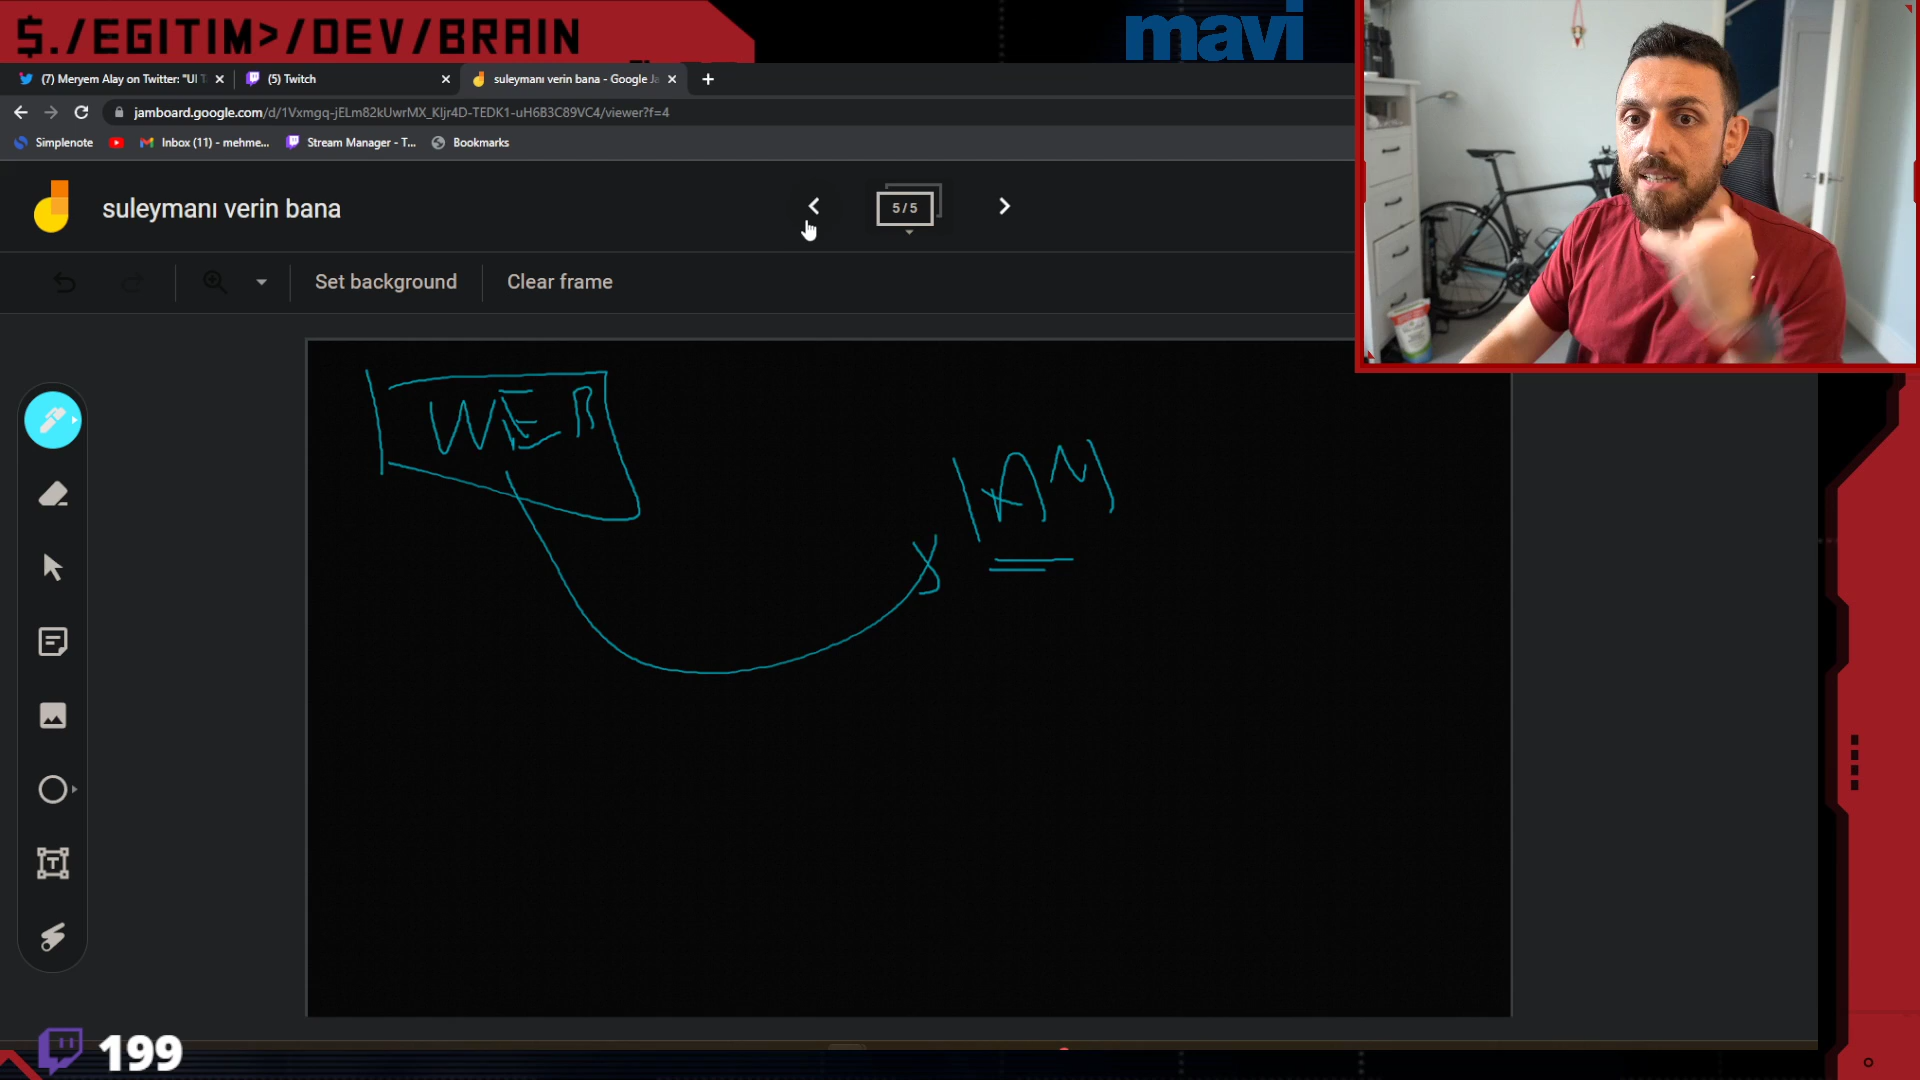 $./EGITIM>/DEV/BRAIN
mavi
(7) Meryem Alay on Twitter: "UI T
(5) Twitch
suleymanı verin bana - Google Ja
jamboard.google.com/d/1Vxmgq-jELm82kUwrMX_KIjr4D-TEDK1-uH6B3C89VC4/viewer?f=4
Simplenote
Inbox (11) - mehme...
Stream Manager - T...
Bookmarks
suleymanı verin bana
5/5
Set background
Clear frame
WEB
IAM
199